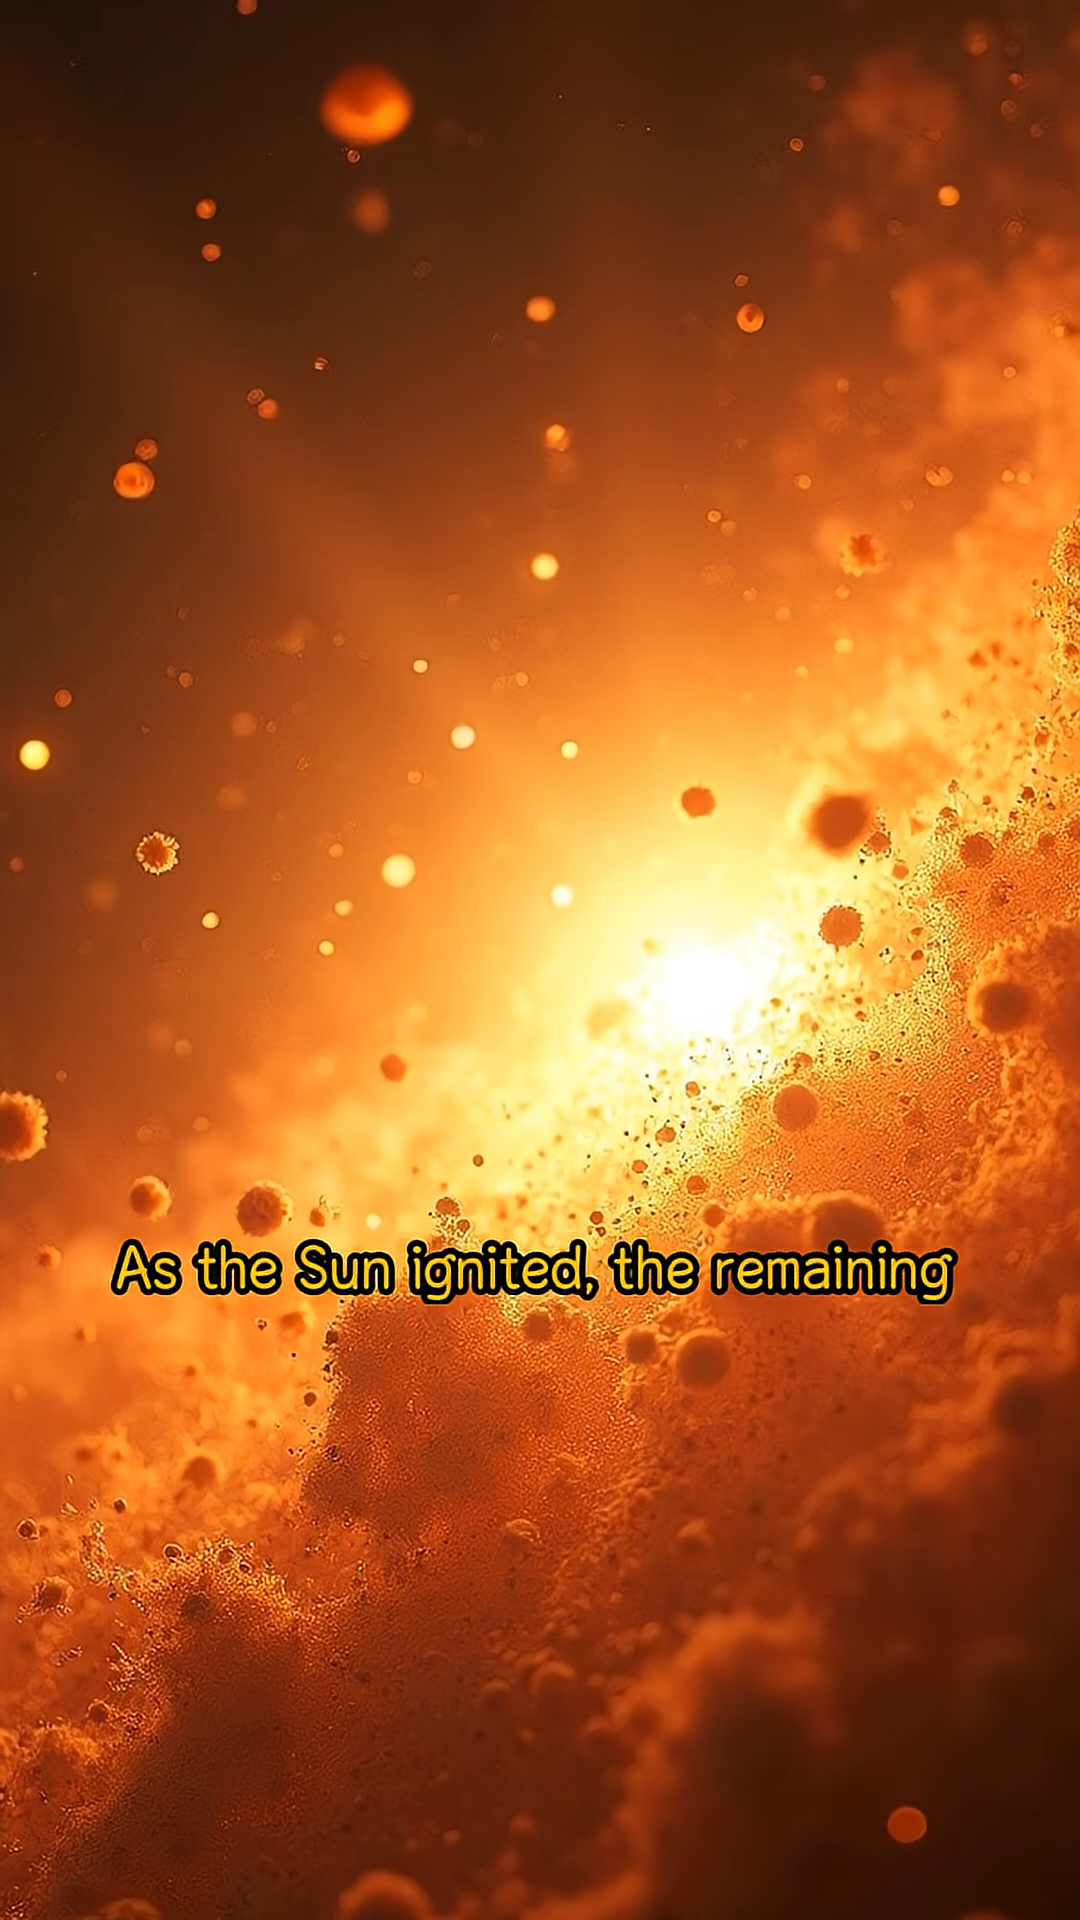 As the Sun ignited, the remaining